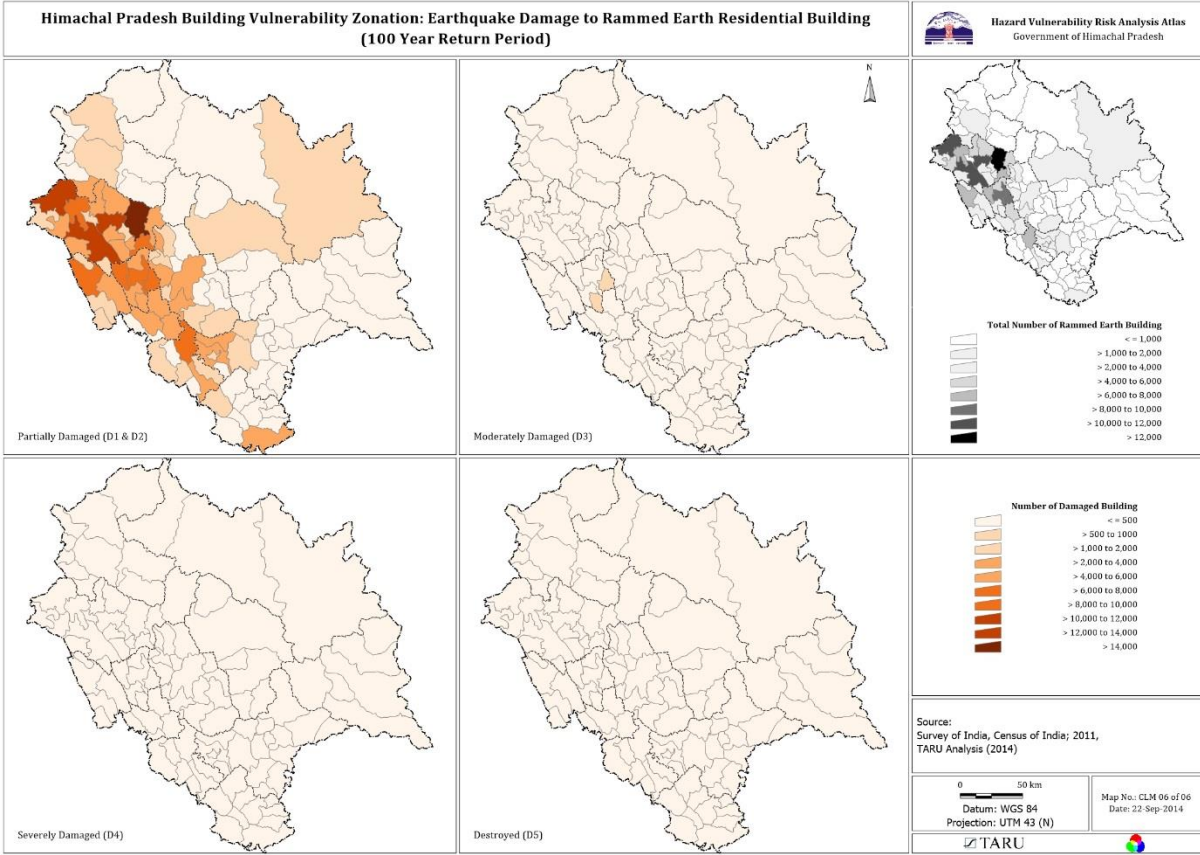 Himachal Pradesh Building Vulnerability Zonation: Earthquake Damage to Rammed Earth Residential Building
(100 Year Return Period)
Hazard Vulnerability Risk Analysis Atlas
Government of Himachal Pradesh
Partially Damaged (D1 & D2)
N
Moderately Damaged (D3)
Total Number of Rammed Earth Building
< = 1,000
> 1,000 to 2,000
> 2,000 to 4,000
> 4,000 to 6,000
> 6,000 to 8,000
> 8,000 to 10,000
> 10,000 to 12,000
> 12,000
Severely Damaged (D4)
Destroyed (D5)
Number of Damaged Building
< = 500
> 500 to 1000
> 1,000 to 2,000
> 2,000 to 4,000
> 4,000 to 6,000
> 6,000 to 8,000
> 8,000 to 10,000
> 10,000 to 12,000
> 12,000 to 14,000
> 14,000
Source:
Survey of India, Census of India; 2011,
TARU Analysis (2014)
0 50 km
Datum: WGS 84
Projection: UTM 43 (N)
Map No.: CLM 06 of 06
Date: 22-Sep-2014
TARU